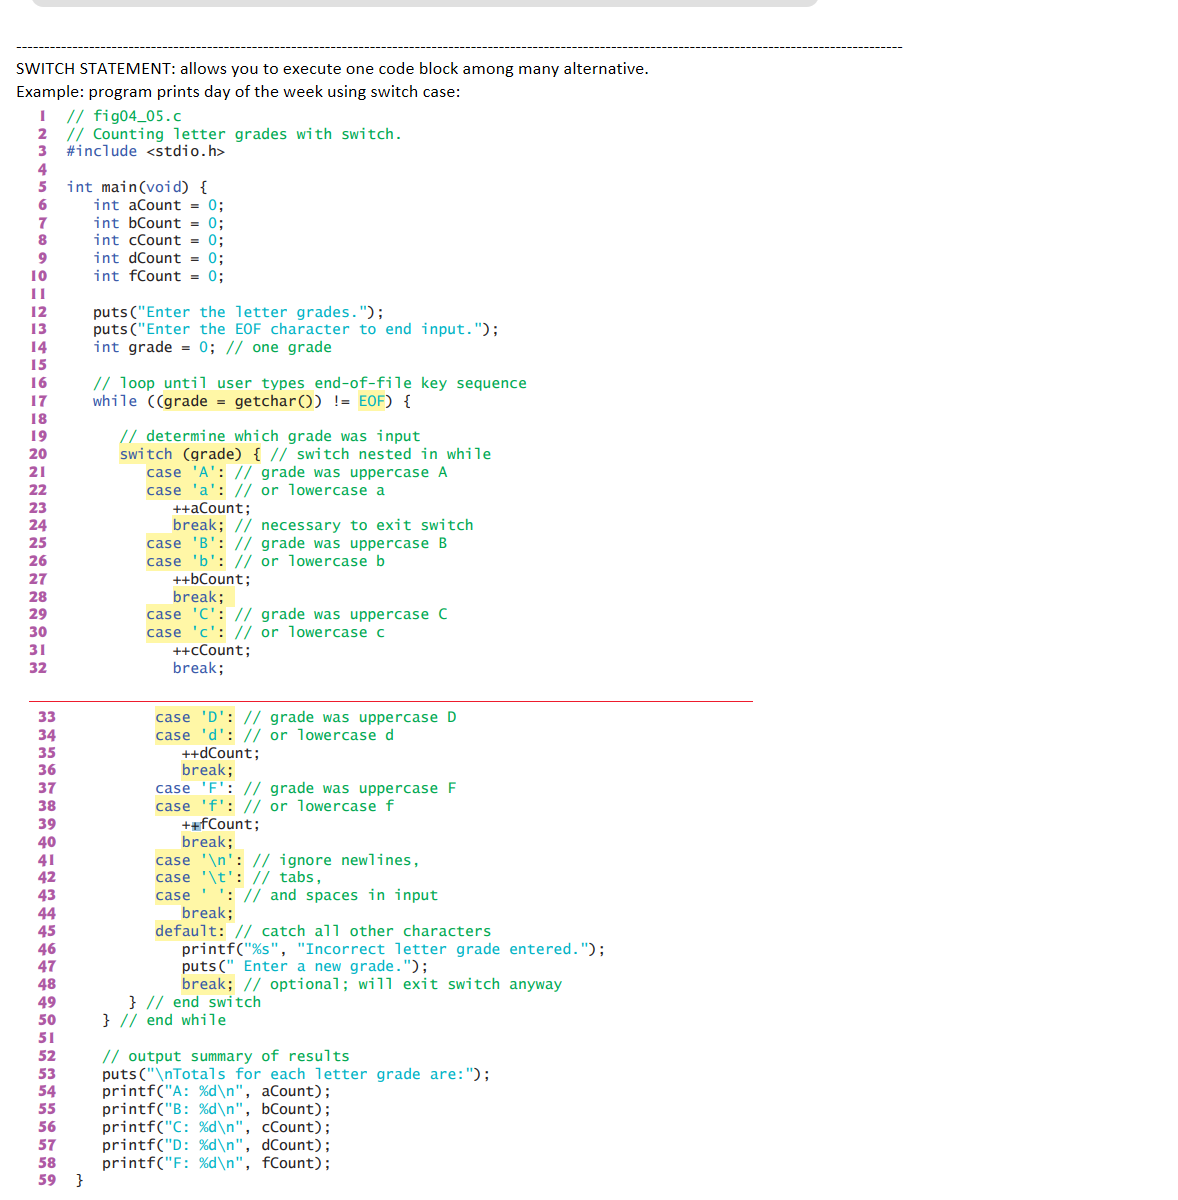 --------------------------------------------------------------------------------------------------------------------------------------------------------------
SWITCH STATEMENT: allows you to execute one code block among many alternative.
Example: program prints day of the week using switch case:
1 // fig04_05.c
2 // Counting letter grades with switch.
3 #include <stdio.h>
4
5 int main(void) {
6    int aCount = 0;
7    int bCount = 0;
8    int cCount = 0;
9    int dCount = 0;
10    int fCount = 0;
11
12    puts("Enter the letter grades.");
13    puts("Enter the EOF character to end input.");
14    int grade = 0; // one grade
15
16    // loop until user types end-of-file key sequence
17    while ((grade = getchar()) != EOF) {
18
19       // determine which grade was input
20       switch (grade) { // switch nested in while
21          case 'A': // grade was uppercase A
22          case 'a': // or lowercase a
23             ++aCount;
24             break; // necessary to exit switch
25          case 'B': // grade was uppercase B
26          case 'b': // or lowercase b
27             ++bCount;
28             break;
29          case 'C': // grade was uppercase C
30          case 'c': // or lowercase c
31             ++cCount;
32             break;
33          case 'D': // grade was uppercase D
34          case 'd': // or lowercase d
35             ++dCount;
36             break;
37          case 'F': // grade was uppercase F
38          case 'f': // or lowercase f
39             ++fCount;
40             break;
41          case '\n': // ignore newlines,
42          case '\t': // tabs,
43          case ' ': // and spaces in input
44             break;
45          default: // catch all other characters
46             printf("%s", "Incorrect letter grade entered.");
47             puts(" Enter a new grade.");
48             break; // optional; will exit switch anyway
49       } // end switch
50    } // end while
51
52    // output summary of results
53    puts("\nTotals for each letter grade are:");
54    printf("A: %d\n", aCount);
55    printf("B: %d\n", bCount);
56    printf("C: %d\n", cCount);
57    printf("D: %d\n", dCount);
58    printf("F: %d\n", fCount);
59 }